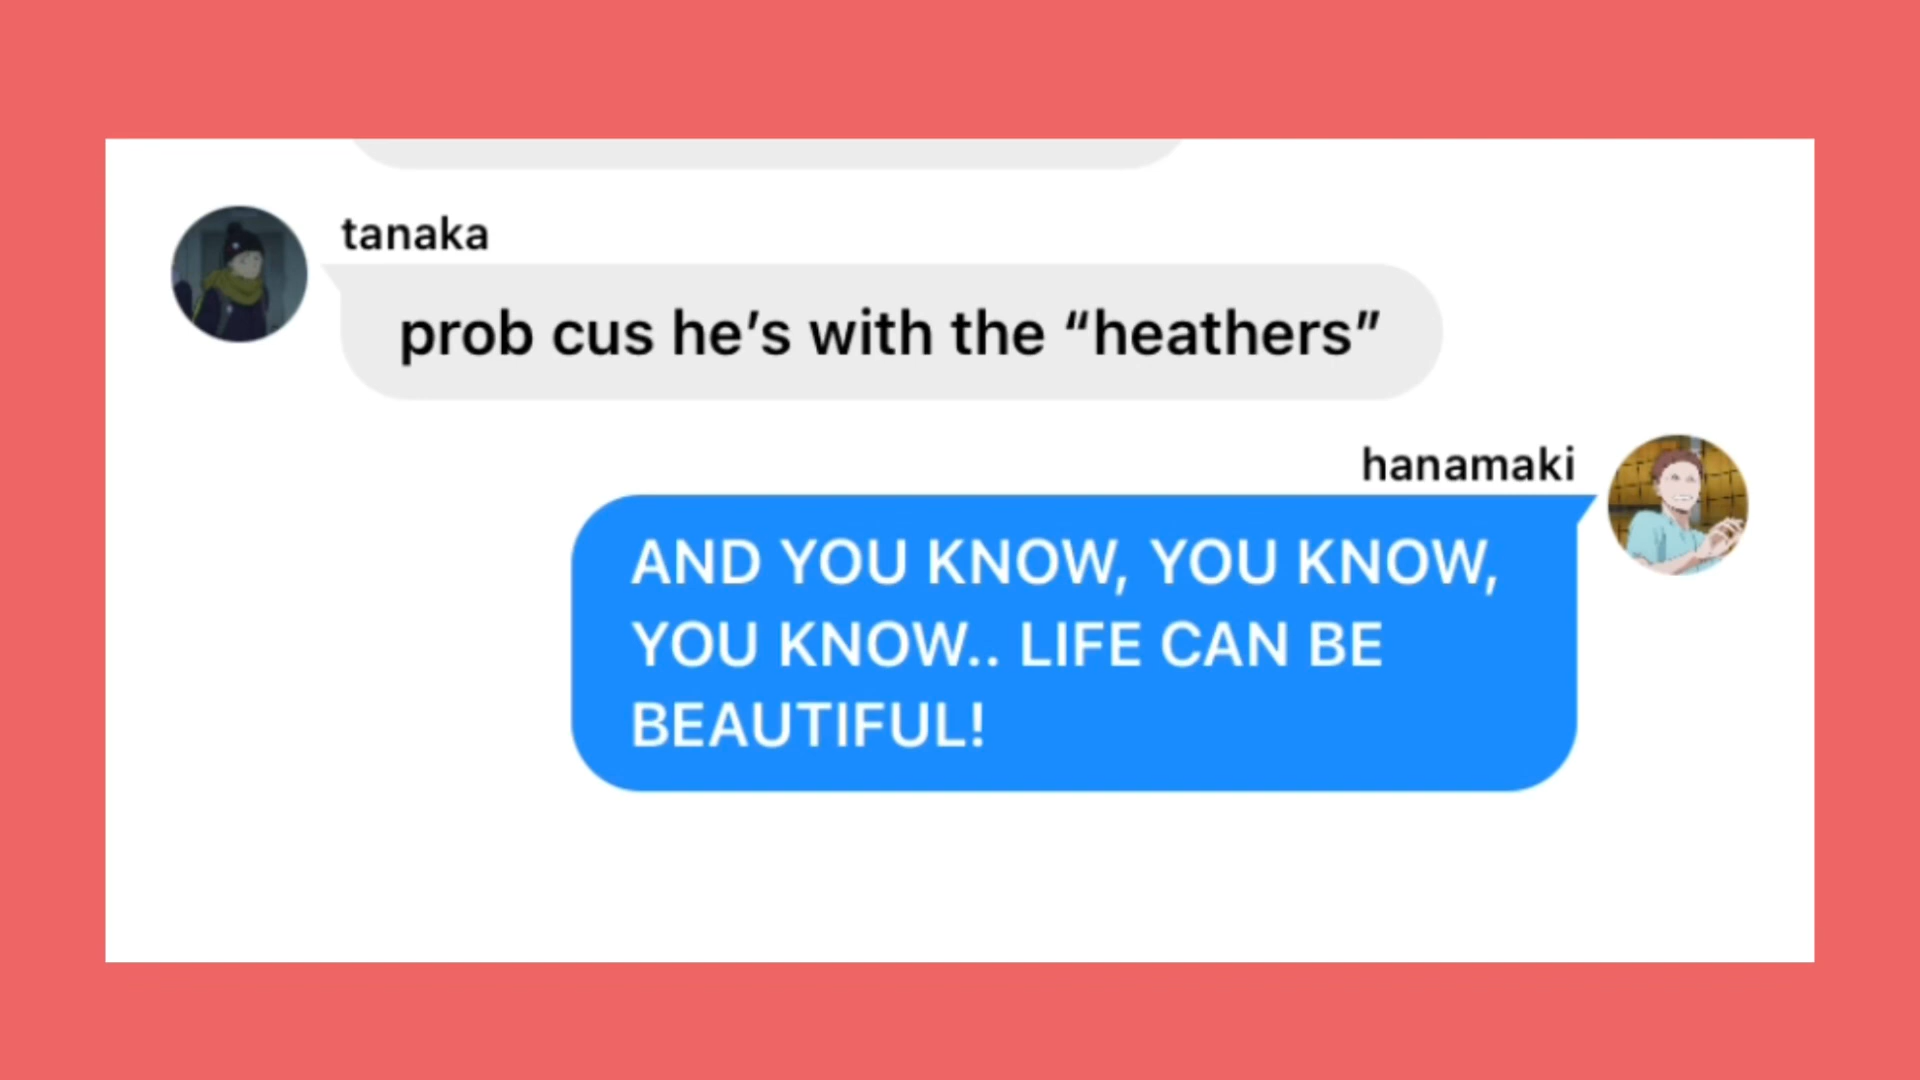 tanaka
prob cus he’s with the “heathers”
hanamaki
AND YOU KNOW, YOU KNOW,
YOU KNOW.. LIFE CAN BE
BEAUTIFUL!